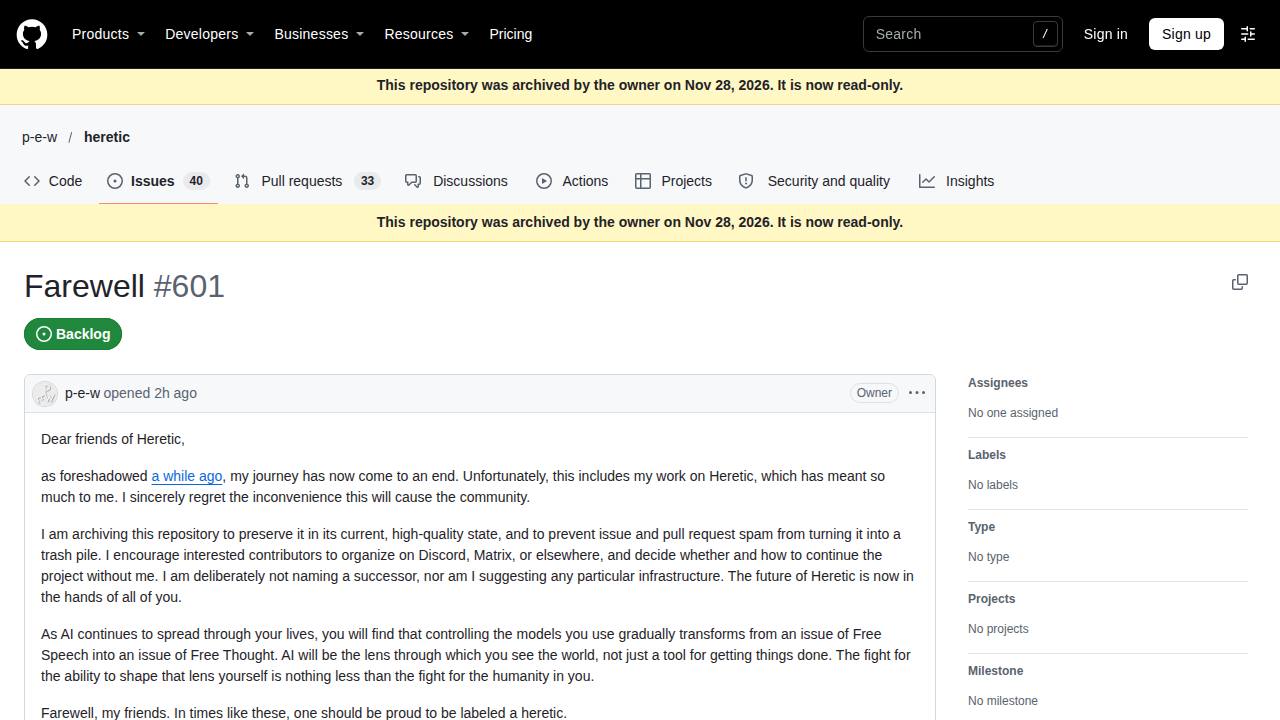 Products Developers Businesses Resources Pricing Search / Sign in Sign up
This repository was archived by the owner on Nov 28, 2026. It is now read-only.
p-e-w / heretic
Code Issues 40 Pull requests 33 Discussions Actions Projects Security and quality Insights
This repository was archived by the owner on Nov 28, 2026. It is now read-only.
Farewell #601
Backlog
p-e-w opened 2h ago Owner
Dear friends of Heretic,
as foreshadowed a while ago, my journey has now come to an end. Unfortunately, this includes my work on Heretic, which has meant so
much to me. I sincerely regret the inconvenience this will cause the community.
I am archiving this repository to preserve it in its current, high-quality state, and to prevent issue and pull request spam from turning it into a
trash pile. I encourage interested contributors to organize on Discord, Matrix, or elsewhere, and decide whether and how to continue the
project without me. I am deliberately not naming a successor, nor am I suggesting any particular infrastructure. The future of Heretic is now in
the hands of all of you.
As AI continues to spread through your lives, you will find that controlling the models you use gradually transforms from an issue of Free
Speech into an issue of Free Thought. AI will be the lens through which you see the world, not just a tool for getting things done. The fight for
the ability to shape that lens yourself is nothing less than the fight for the humanity in you.
Farewell, my friends. In times like these, one should be proud to be labeled a heretic.
Assignees
No one assigned
Labels
No labels
Type
No type
Projects
No projects
Milestone
No milestone